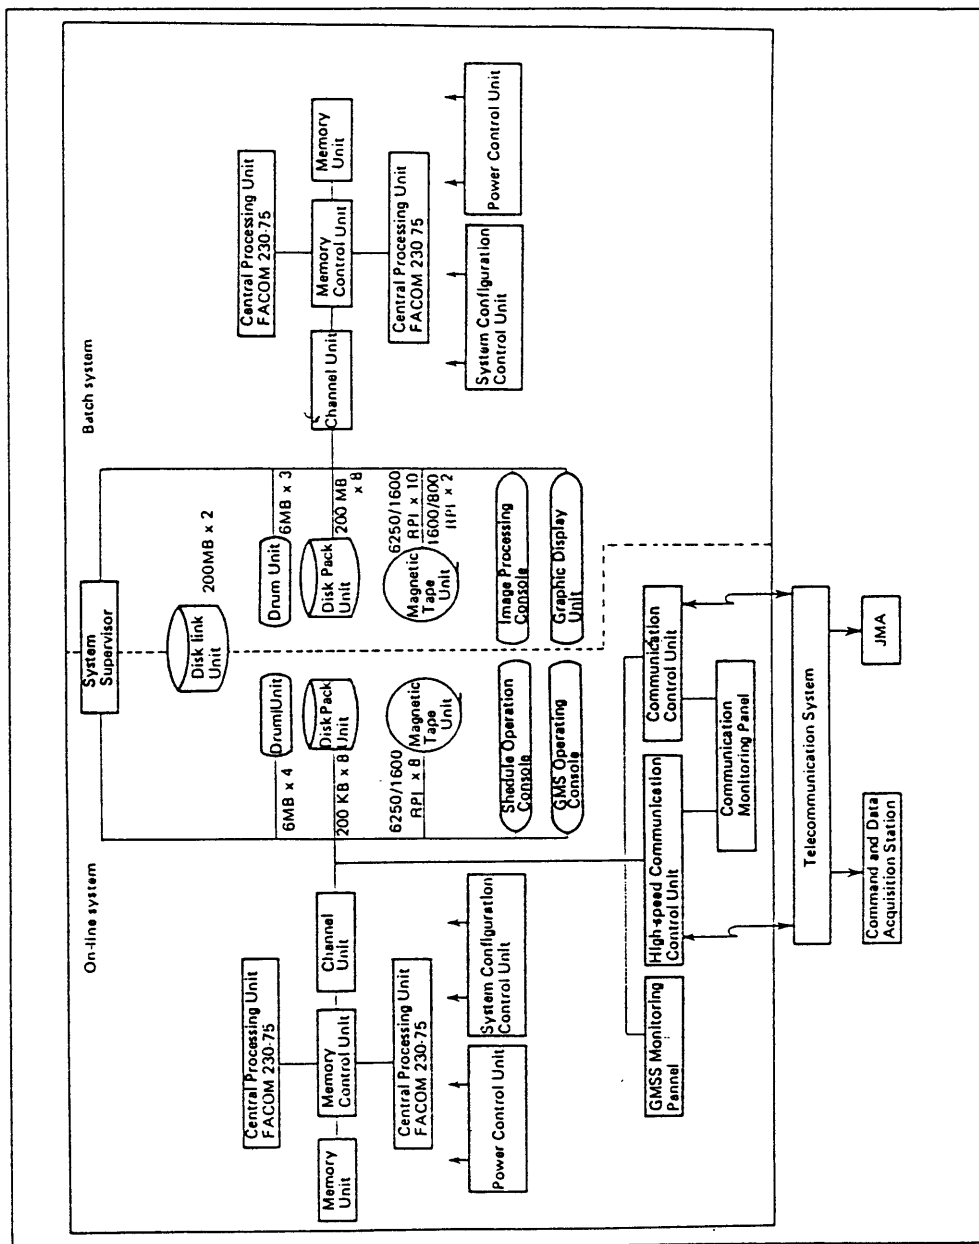 On-line system
Batch system
System
Supervisor
Disk link
Unit
200MB x 2
Central Processing Unit
FACOM 230-75
Memory
Unit
Memory
Control Unit
Channel
Unit
Central Processing Unit
FACOM 230-75
Power Control Unit
System Configuration
Control Unit
6MB x 4
Drum Unit
200 KB x 8
Disk Pack
Unit
6250/1600
RPI x 8
Magnetic
Tape
Unit
Shedule Operation
Console
GMS Operating
Console
Drum Unit
6MB x 3
Disk Pack
Unit
200 MB
x 8
Magnetic
Tape
Unit
6250/1600
RPI x 10
1600/800
RPI x 2
Image Processing
Console
Graphic Display
Unit
Central Processing Unit
FACOM 230-75
Channel Unit
Memory
Control Unit
Memory
Unit
Central Processing Unit
FACOM 230 75
System Configuration
Control Unit
Power Control Unit
GMSS Monitoring
Pannel
High-speed Communication
Control Unit
Communication
Control Unit
Communication
Monitoring Panel
Telecommunication System
Command and Data
Acquisition Station
JMA